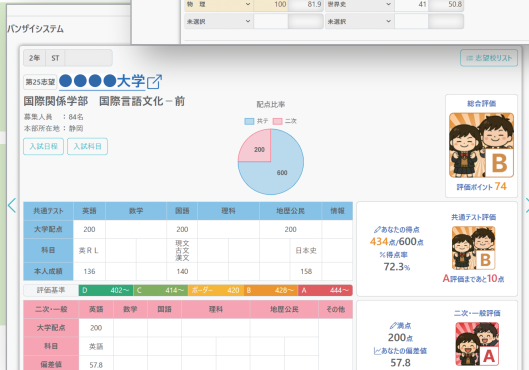 物 理 100 81.9 世界史 41 50.8
未選択 未選択
バンザイシステム
2年 ST
志望校リスト
第25志望 ●●●●大学
国際関係学部 国際言語文化－前
募集人員 ：84名
本部所在地：静岡
入試日程 入試科目
配点比率
共テ 二次
200
600
総合評価
B
評価ポイント 74
共通テスト 英語 数学 国語 理科 地歴公民 情報
大学配点 200 200 200
科目 英ＲＬ 現文 古文 漢文 日本史
本人成績 136 140 158
評価基準 D 402～ C 414～ ボーダー 420 B 428～ A 444～
あなたの得点
434点/600点
％得点率
72.3%
共通テスト評価
B
A評価まであと10点
二次・一般 英語 数学 国語 理科 地歴公民 その他
大学配点 200
科目 英語
偏差値 57.8
満点
200点
あなたの偏差値
57.8
二次・一般評価
A